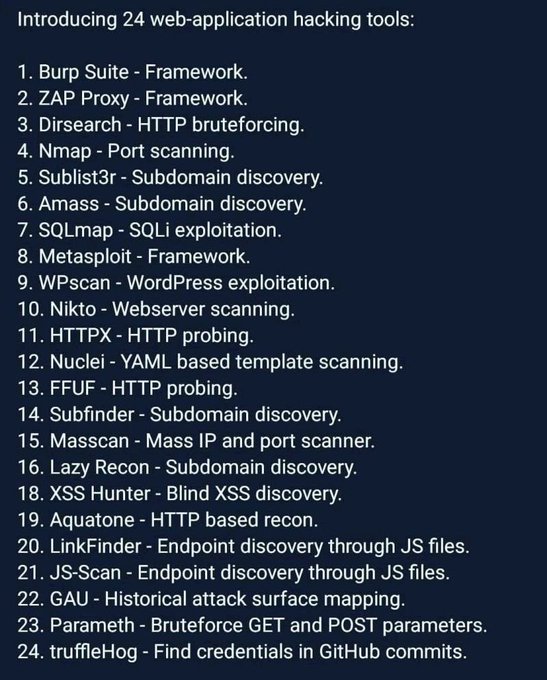 Introducing 24 web-application hacking tools:
1. Burp Suite - Framework.
2. ZAP Proxy - Framework.
3. Dirsearch - HTTP bruteforcing.
4. Nmap - Port scanning.
5. Sublist3r - Subdomain discovery.
6. Amass - Subdomain discovery.
7. SQLmap - SQLi exploitation.
8. Metasploit - Framework.
9. WPscan - WordPress exploitation.
10. Nikto - Webserver scanning.
11. HTTPX - HTTP probing.
12. Nuclei - YAML based template scanning.
13. FFUF - HTTP probing.
14. Subfinder - Subdomain discovery.
15. Masscan - Mass IP and port scanner.
16. Lazy Recon - Subdomain discovery.
18. XSS Hunter - Blind XSS discovery.
19. Aquatone - HTTP based recon.
20. LinkFinder - Endpoint discovery through JS files.
21. JS-Scan - Endpoint discovery through JS files.
22. GAU - Historical attack surface mapping.
23. Parameth - Bruteforce GET and POST parameters.
24. truffleHog - Find credentials in GitHub commits.